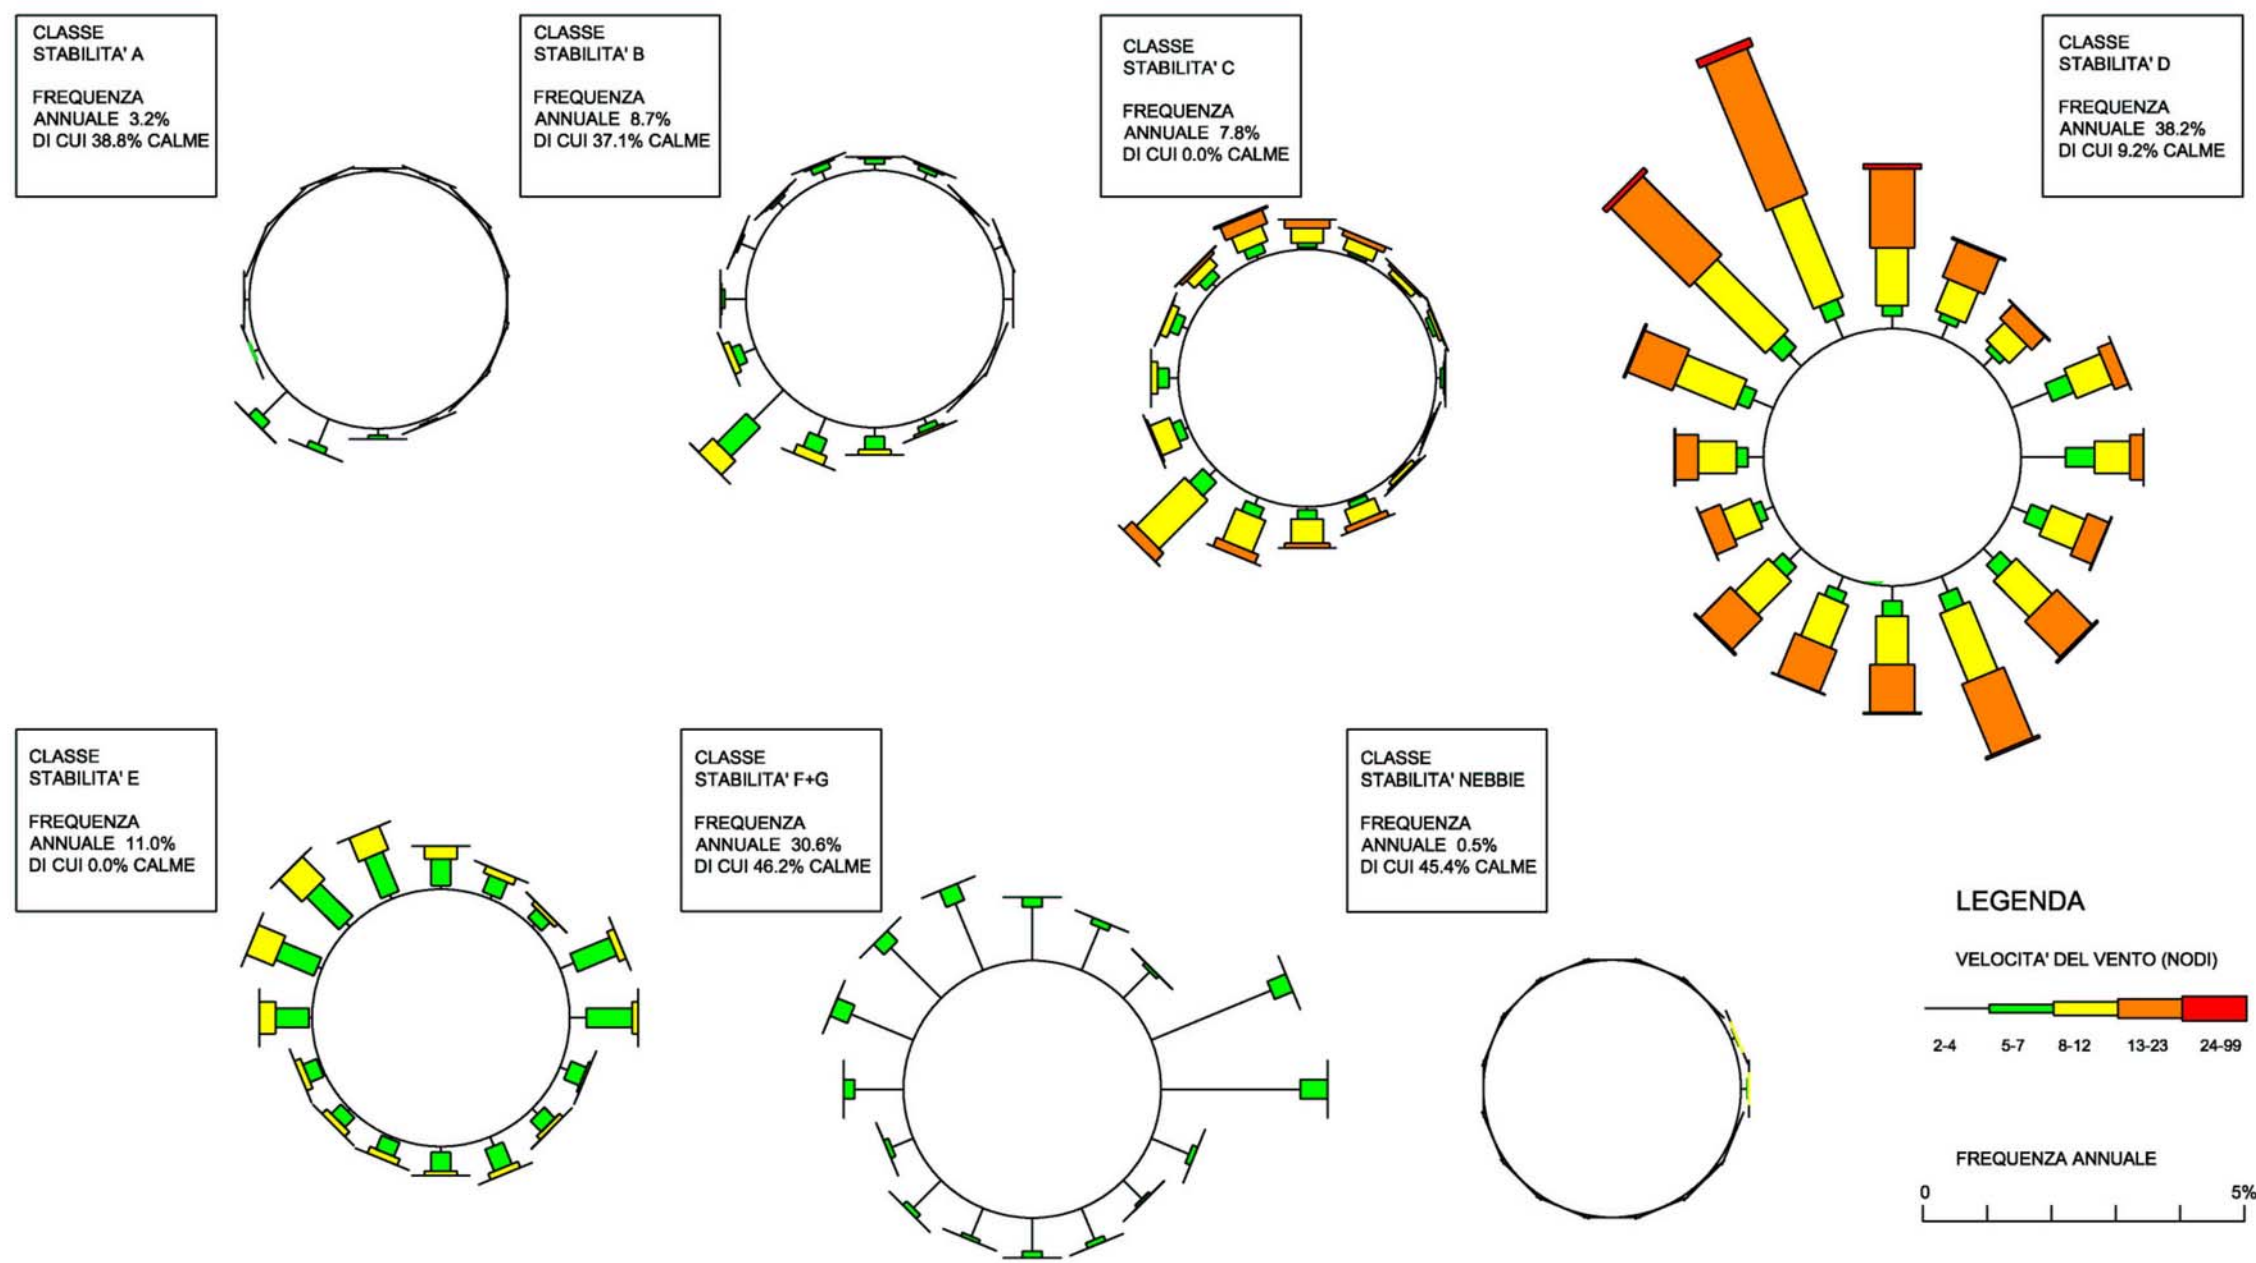 CLASSE
STABILITA' A
FREQUENZA
ANNUALE 3.2%
DI CUI 38.8% CALME
CLASSE
STABILITA' B
FREQUENZA
ANNUALE 8.7%
DI CUI 37.1% CALME
CLASSE
STABILITA' C
FREQUENZA
ANNUALE 7.8%
DI CUI 0.0% CALME
CLASSE
STABILITA' D
FREQUENZA
ANNUALE 38.2%
DI CUI 9.2% CALME
CLASSE
STABILITA' E
FREQUENZA
ANNUALE 11.0%
DI CUI 0.0% CALME
CLASSE
STABILITA' F+G
FREQUENZA
ANNUALE 30.6%
DI CUI 46.2% CALME
CLASSE
STABILITA' NEBBIE
FREQUENZA
ANNUALE 0.5%
DI CUI 45.4% CALME
LEGENDA
VELOCITA' DEL VENTO (NODI)
2-4 5-7 8-12 13-23 24-99
FREQUENZA ANNUALE
0 5%